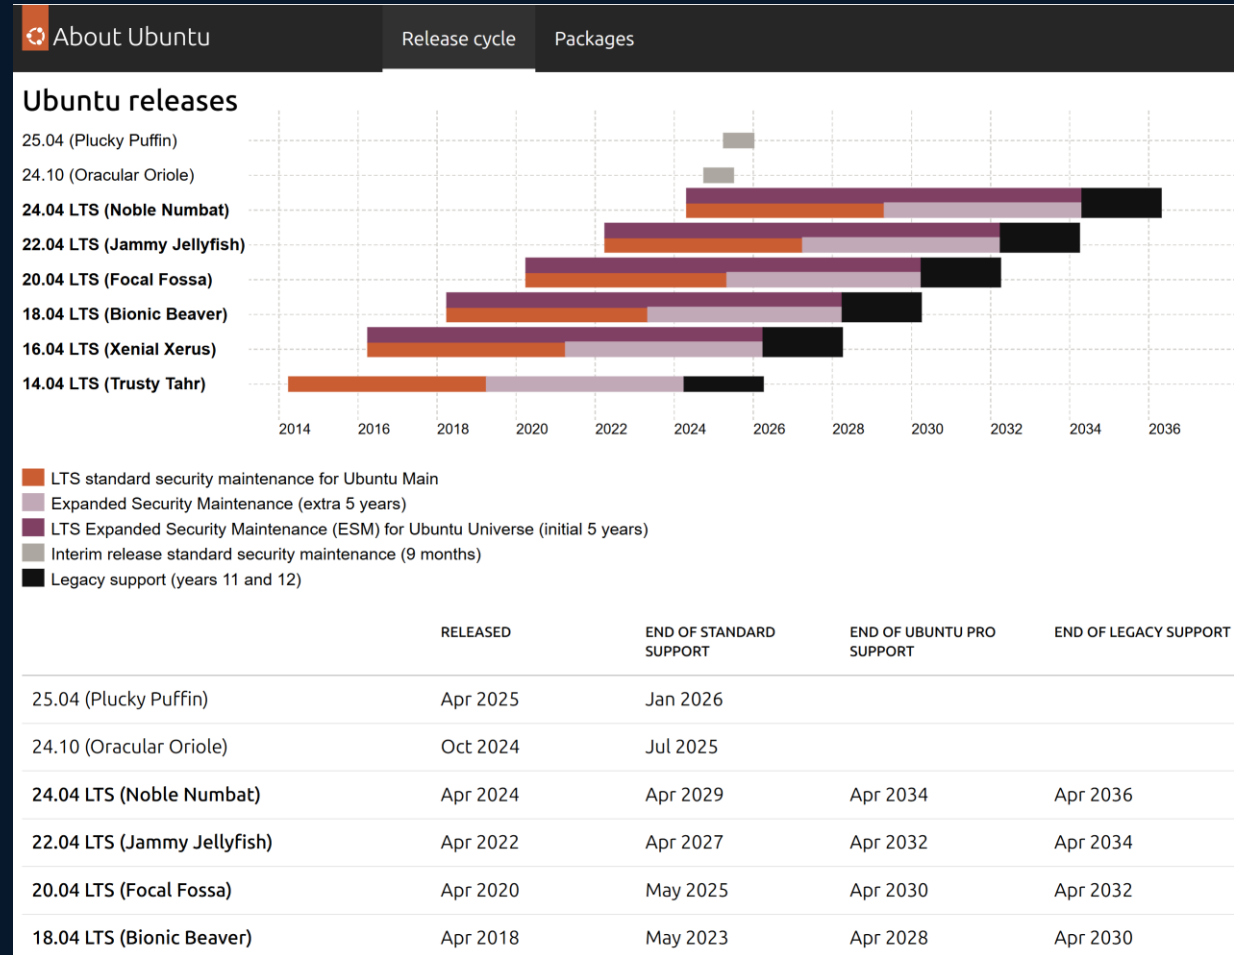 About Ubuntu
Release cycle
Packages
Ubuntu releases
25.04 (Plucky Puffin)
24.10 (Oracular Oriole)
24.04 LTS (Noble Numbat)
22.04 LTS (Jammy Jellyfish)
20.04 LTS (Focal Fossa)
18.04 LTS (Bionic Beaver)
16.04 LTS (Xenial Xerus)
14.04 LTS (Trusty Tahr)
2014 2016 2018 2020 2022 2024 2026 2028 2030 2032 2034 2036
LTS standard security maintenance for Ubuntu Main
Expanded Security Maintenance (extra 5 years)
LTS Expanded Security Maintenance (ESM) for Ubuntu Universe (initial 5 years)
Interim release standard security maintenance (9 months)
Legacy support (years 11 and 12)
RELEASED
END OF STANDARD
SUPPORT
END OF UBUNTU PRO
SUPPORT
END OF LEGACY SUPPORT
25.04 (Plucky Puffin) Apr 2025 Jan 2026
24.10 (Oracular Oriole) Oct 2024 Jul 2025
24.04 LTS (Noble Numbat) Apr 2024 Apr 2029 Apr 2034 Apr 2036
22.04 LTS (Jammy Jellyfish) Apr 2022 Apr 2027 Apr 2032 Apr 2034
20.04 LTS (Focal Fossa) Apr 2020 May 2025 Apr 2030 Apr 2032
18.04 LTS (Bionic Beaver) Apr 2018 May 2023 Apr 2028 Apr 2030